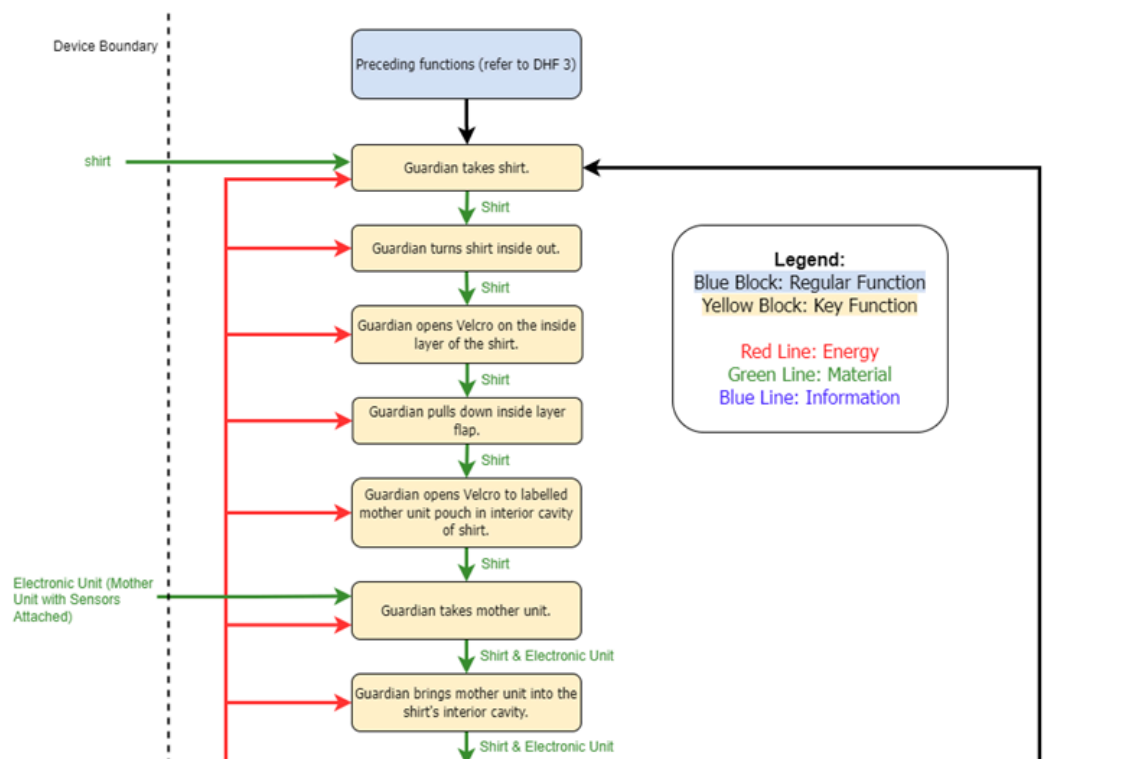 Device Boundary
Preceding functions (refer to DHF 3)
shirt
Guardian takes shirt.
Shirt
Guardian turns shirt inside out.
Shirt
Guardian opens Velcro on the inside
layer of the shirt.
Shirt
Guardian pulls down inside layer
flap.
Shirt
Guardian opens Velcro to labelled
mother unit pouch in interior cavity
of shirt.
Shirt
Electronic Unit (Mother
Unit with Sensors
Attached)
Guardian takes mother unit.
Shirt & Electronic Unit
Guardian brings mother unit into the
shirt's interior cavity.
Shirt & Electronic Unit
Legend:
Blue Block: Regular Function
Yellow Block: Key Function
Red Line: Energy
Green Line: Material
Blue Line: Information